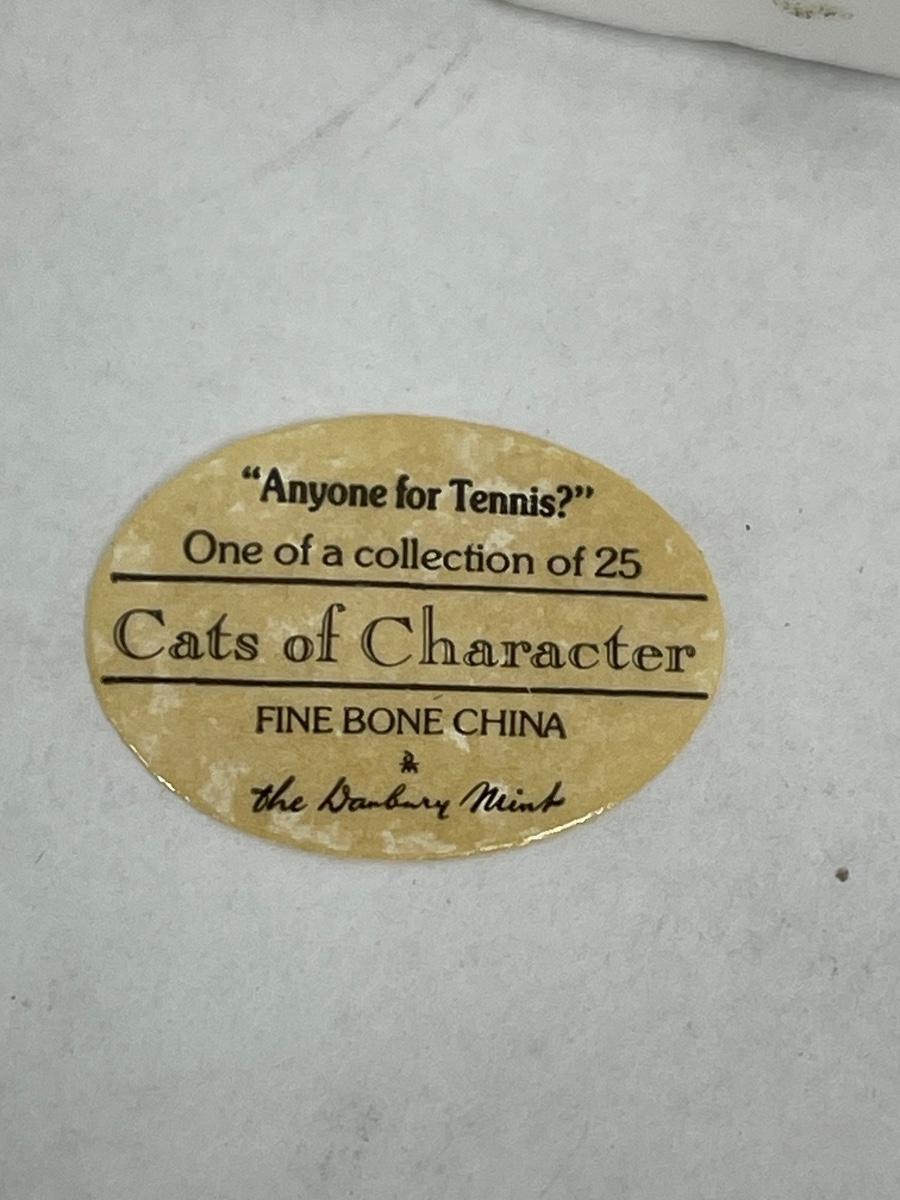 “Anyone for Tennis?”
One of a collection of 25
Cats of Character
FINE BONE CHINA
the Danbury Mint